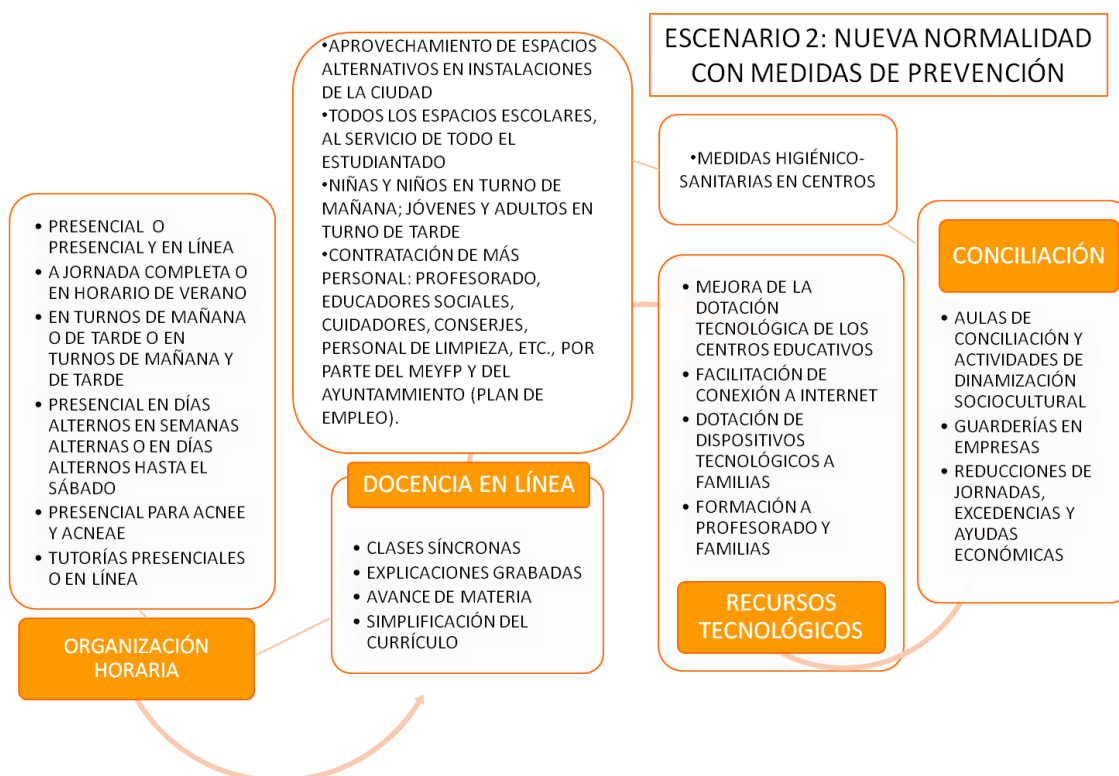 ESCENARIO 2: NUEVA NORMALIDAD
CON MEDIDAS DE PREVENCIÓN
• PRESENCIAL O
PRESENCIAL Y EN LÍNEA
• A JORNADA COMPLETA O
EN HORARIO DE VERANO
• EN TURNOS DE MAÑANA
O DE TARDE O EN
TURNOS DE MAÑANA Y
DE TARDE
• PRESENCIAL EN DÍAS
ALTERNOS EN SEMANAS
ALTERNAS O EN DÍAS
ALTERNOS HASTA EL
SÁBADO
• PRESENCIAL PARA ACNEE
Y ACNEAE
• TUTORÍAS PRESENCIALES
O EN LÍNEA
ORGANIZACIÓN
HORARIA
•APROVECHAMIENTO DE ESPACIOS
ALTERNATIVOS EN INSTALACIONES
DE LA CIUDAD
•TODOS LOS ESPACIOS ESCOLARES,
AL SERVICIO DE TODO EL
ESTUDIANTADO
•NIÑAS Y NIÑOS EN TURNO DE
MAÑANA; JÓVENES Y ADULTOS EN
TURNO DE TARDE
•CONTRATACIÓN DE MÁS
PERSONAL: PROFESORADO,
EDUCADORES SOCIALES,
CUIDADORES, CONSERJES,
PERSONAL DE LIMPIEZA, ETC., POR
PARTE DEL MEYFP Y DEL
AYUNTAMMIENTO (PLAN DE
EMPLEO).
DOCENCIA EN LÍNEA
• CLASES SÍNCRONAS
• EXPLICACIONES GRABADAS
• AVANCE DE MATERIA
• SIMPLIFICACIÓN DEL
CURRÍCULO
•MEDIDAS HIGIÉNICO-
SANITARIAS EN CENTROS
• MEJORA DE LA
DOTACIÓN
TECNOLÓGICA DE LOS
CENTROS EDUCATIVOS
• FACILITACIÓN DE
CONEXIÓN A INTERNET
• DOTACIÓN DE
DISPOSITIVOS
TECNOLÓGICOS A
FAMILIAS
• FORMACIÓN A
PROFESORADO Y
FAMILIAS
RECURSOS
TECNOLÓGICOS
CONCILIACIÓN
• AULAS DE
CONCILIACIÓN Y
ACTIVIDADES DE
DINAMIZACIÓN
SOCIOCULTURAL
• GUARDERÍAS EN
EMPRESAS
• REDUCCIONES DE
JORNADAS,
EXCEDENCIAS Y
AYUDAS
ECONÓMICAS